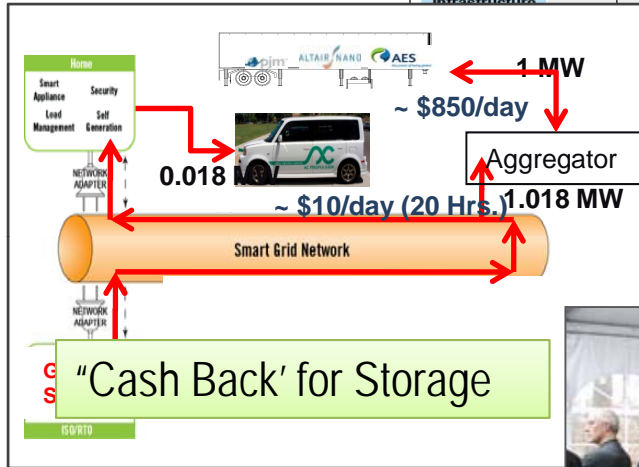 Infrastructure
Home
Smart Appliance
Security
Load Management
Self Generation
pjm
ALTAIR NANO
AES
1 MW
~ $850/day
Aggregator
0.018
1.018 MW
~ $10/day (20 Hrs.)
NETWORK ADAPTER
Smart Grid Network
NETWORK ADAPTER
G
S
"Cash Back' for Storage
ISO/RTO